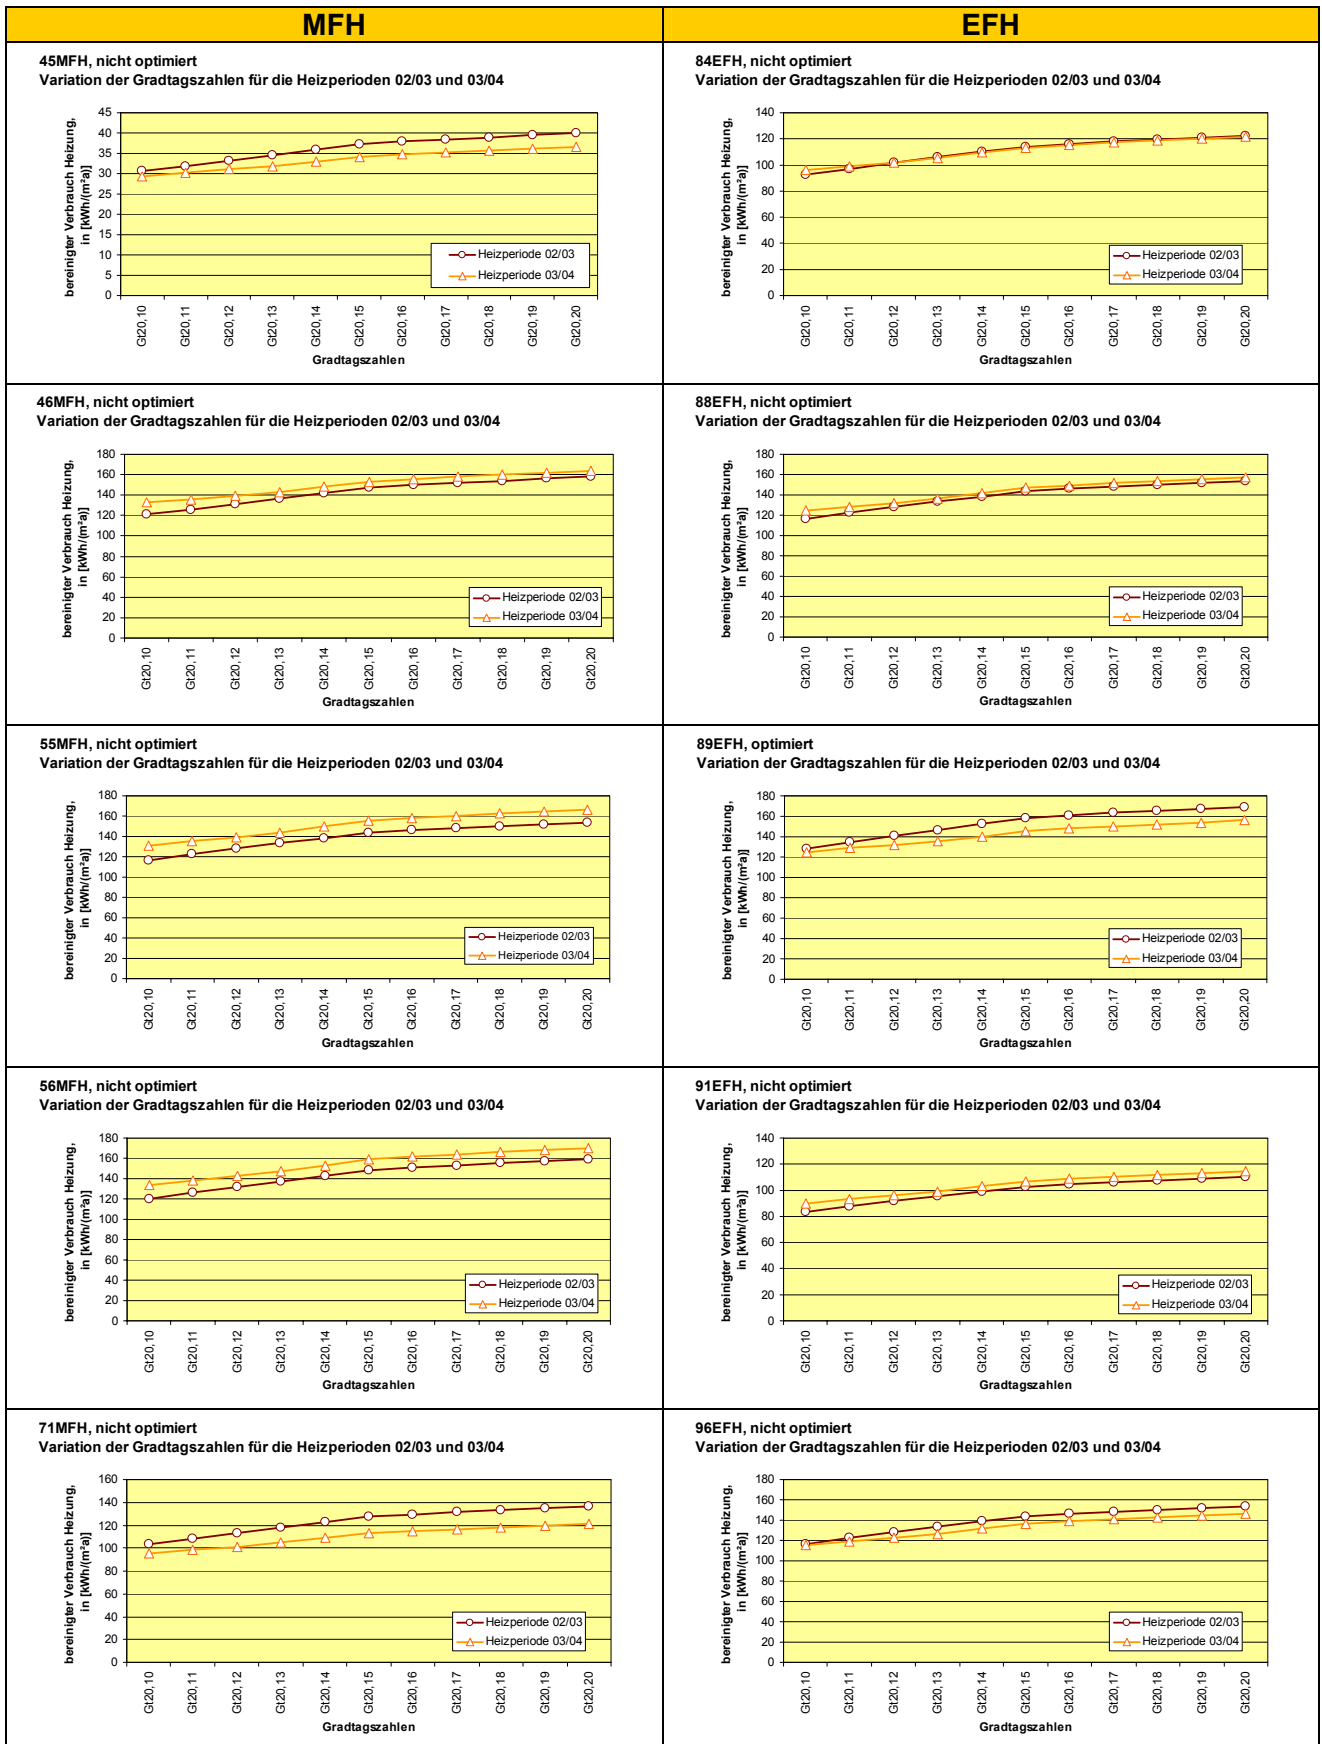 MFH
EFH
45MFH, nicht optimiert
Variation der Gradtagszahlen für die Heizperioden 02/03 und 03/04
bereinigter Verbrauch Heizung,
in [kWh/(m²a)]
45
40
35
30
25
20
15
10
5
0
Heizperiode 02/03
Heizperiode 03/04
Gt20,10 Gt20,11 Gt20,12 Gt20,13 Gt20,14 Gt20,15 Gt20,16 Gt20,17 Gt20,18 Gt20,19 Gt20,20
Gradtagszahlen
84EFH, nicht optimiert
Variation der Gradtagszahlen für die Heizperioden 02/03 und 03/04
bereinigter Verbrauch Heizung,
in [kWh/(m²a)]
140
120
100
80
60
40
20
0
Heizperiode 02/03
Heizperiode 03/04
Gt20,10 Gt20,11 Gt20,12 Gt20,13 Gt20,14 Gt20,15 Gt20,16 Gt20,17 Gt20,18 Gt20,19 Gt20,20
Gradtagszahlen
46MFH, nicht optimiert
Variation der Gradtagszahlen für die Heizperioden 02/03 und 03/04
bereinigter Verbrauch Heizung,
in [kWh/(m²a)]
180
160
140
120
100
80
60
40
20
0
Heizperiode 02/03
Heizperiode 03/04
Gt20,10 Gt20,11 Gt20,12 Gt20,13 Gt20,14 Gt20,15 Gt20,16 Gt20,17 Gt20,18 Gt20,19 Gt20,20
Gradtagszahlen
88EFH, nicht optimiert
Variation der Gradtagszahlen für die Heizperioden 02/03 und 03/04
bereinigter Verbrauch Heizung,
in [kWh/(m²a)]
180
160
140
120
100
80
60
40
20
0
Heizperiode 02/03
Heizperiode 03/04
Gt20,10 Gt20,11 Gt20,12 Gt20,13 Gt20,14 Gt20,15 Gt20,16 Gt20,17 Gt20,18 Gt20,19 Gt20,20
Gradtagszahlen
55MFH, nicht optimiert
Variation der Gradtagszahlen für die Heizperioden 02/03 und 03/04
bereinigter Verbrauch Heizung,
in [kWh/(m²a)]
180
160
140
120
100
80
60
40
20
0
Heizperiode 02/03
Heizperiode 03/04
Gt20,10 Gt20,11 Gt20,12 Gt20,13 Gt20,14 Gt20,15 Gt20,16 Gt20,17 Gt20,18 Gt20,19 Gt20,20
Gradtagszahlen
89EFH, optimiert
Variation der Gradtagszahlen für die Heizperioden 02/03 und 03/04
bereinigter Verbrauch Heizung,
in [kWh/(m²a)]
180
160
140
120
100
80
60
40
20
0
Heizperiode 02/03
Heizperiode 03/04
Gt20,10 Gt20,11 Gt20,12 Gt20,13 Gt20,14 Gt20,15 Gt20,16 Gt20,17 Gt20,18 Gt20,19 Gt20,20
Gradtagszahlen
56MFH, nicht optimiert
Variation der Gradtagszahlen für die Heizperioden 02/03 und 03/04
bereinigter Verbrauch Heizung,
in [kWh/(m²a)]
180
160
140
120
100
80
60
40
20
0
Heizperiode 02/03
Heizperiode 03/04
Gt20,10 Gt20,11 Gt20,12 Gt20,13 Gt20,14 Gt20,15 Gt20,16 Gt20,17 Gt20,18 Gt20,19 Gt20,20
Gradtagszahlen
91EFH, nicht optimiert
Variation der Gradtagszahlen für die Heizperioden 02/03 und 03/04
bereinigter Verbrauch Heizung,
in [kWh/(m²a)]
140
120
100
80
60
40
20
0
Heizperiode 02/03
Heizperiode 03/04
Gt20,10 Gt20,11 Gt20,12 Gt20,13 Gt20,14 Gt20,15 Gt20,16 Gt20,17 Gt20,18 Gt20,19 Gt20,20
Gradtagszahlen
71MFH, nicht optimiert
Variation der Gradtagszahlen für die Heizperioden 02/03 und 03/04
bereinigter Verbrauch Heizung,
in [kWh/(m²a)]
160
140
120
100
80
60
40
20
0
Heizperiode 02/03
Heizperiode 03/04
Gt20,10 Gt20,11 Gt20,12 Gt20,13 Gt20,14 Gt20,15 Gt20,16 Gt20,17 Gt20,18 Gt20,19 Gt20,20
Gradtagszahlen
96EFH, nicht optimiert
Variation der Gradtagszahlen für die Heizperioden 02/03 und 03/04
bereinigter Verbrauch Heizung,
in [kWh/(m²a)]
180
160
140
120
100
80
60
40
20
0
Heizperiode 02/03
Heizperiode 03/04
Gt20,10 Gt20,11 Gt20,12 Gt20,13 Gt20,14 Gt20,15 Gt20,16 Gt20,17 Gt20,18 Gt20,19 Gt20,20
Gradtagszahlen